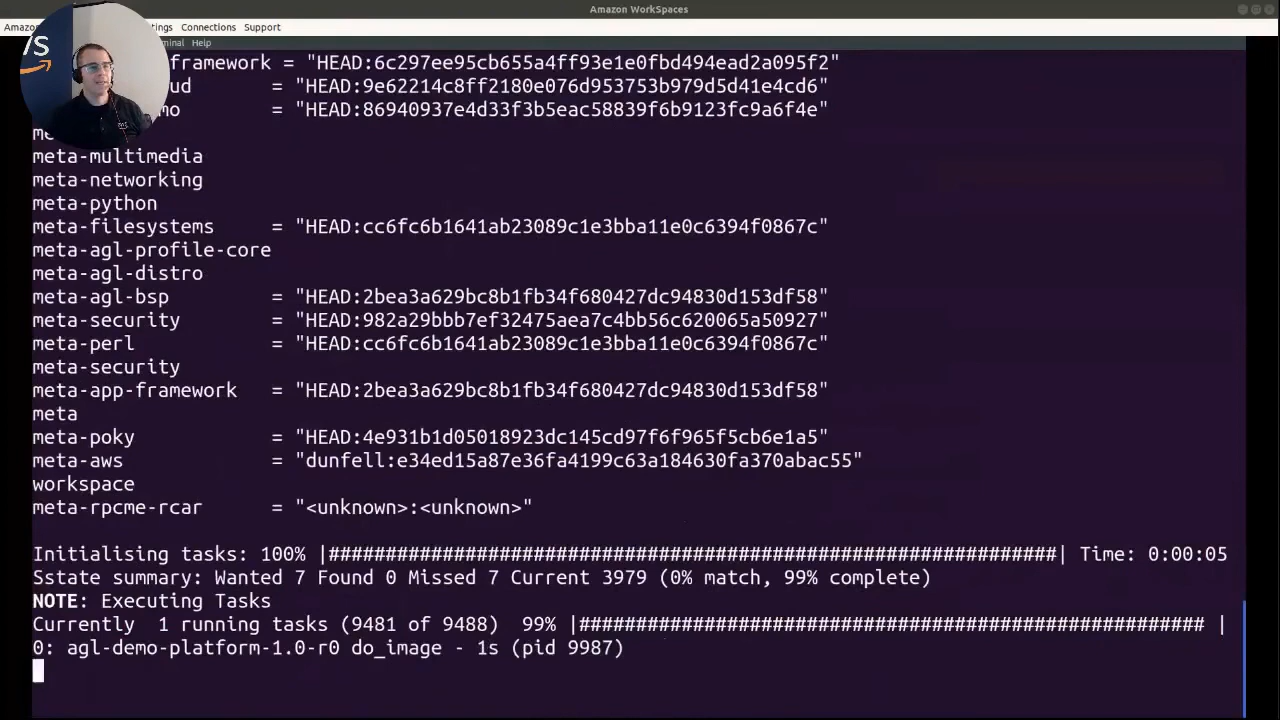 Amazon WorkSpaces
Amazon tings Connections Support
minal Help
framework = "HEAD:6c297ee95cb655a4ff93e1e0fbd494ead2a095f2"
ud = "HEAD:9e62214c8ff2180e076d953753b979d5d41e4cd6"
mo = "HEAD:86940937e4d33f3b5eac58839f6b9123fc9a6f4e"
me
meta-multimedia
meta-networking
meta-python
meta-filesystems = "HEAD:cc6fc6b1641ab23089c1e3bba11e0c6394f0867c"
meta-agl-profile-core
meta-agl-distro
meta-agl-bsp = "HEAD:2bea3a629bc8b1fb34f680427dc94830d153df58"
meta-security = "HEAD:982a29bbb7ef32475aea7c4bb56c620065a50927"
meta-perl = "HEAD:cc6fc6b1641ab23089c1e3bba11e0c6394f0867c"
meta-security
meta-app-framework = "HEAD:2bea3a629bc8b1fb34f680427dc94830d153df58"
meta
meta-poky = "HEAD:4e931b1d05018923dc145cd97f6f965f5cb6e1a5"
meta-aws = "dunfell:e34ed15a87e36fa4199c63a184630fa370abac55"
workspace
meta-rpcme-rcar = "<unknown>:<unknown>"
Initialising tasks: 100% |################################################################| Time: 0:00:05
Sstate summary: Wanted 7 Found 0 Missed 7 Current 3979 (0% match, 99% complete)
NOTE: Executing Tasks
Currently 1 running tasks (9481 of 9488) 99% |####################################################### |
0: agl-demo-platform-1.0-r0 do_image - 1s (pid 9987)